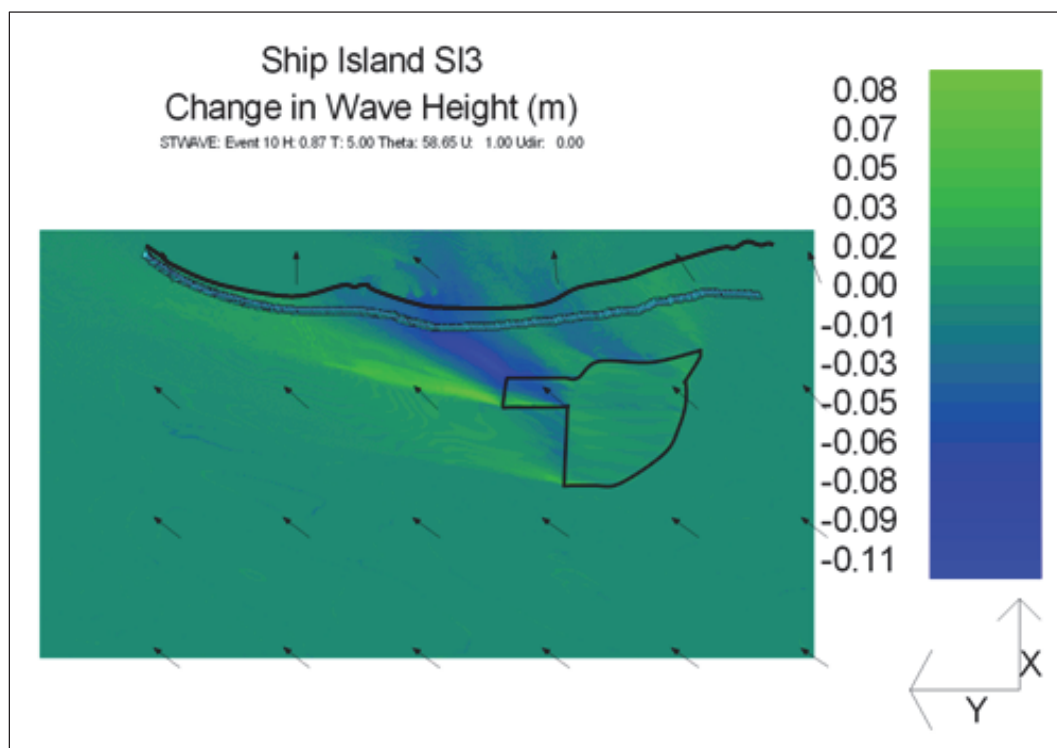 Ship Island SI3
Change in Wave Height (m)
STWAVE: Event 10 H: 0.87 T: 5.00 Theta: 58.65 U: 1.00 Udir: 0.00
0.08
0.07
0.05
0.03
0.02
0.00
-0.01
-0.03
-0.05
-0.06
-0.08
-0.09
-0.11
X
Y